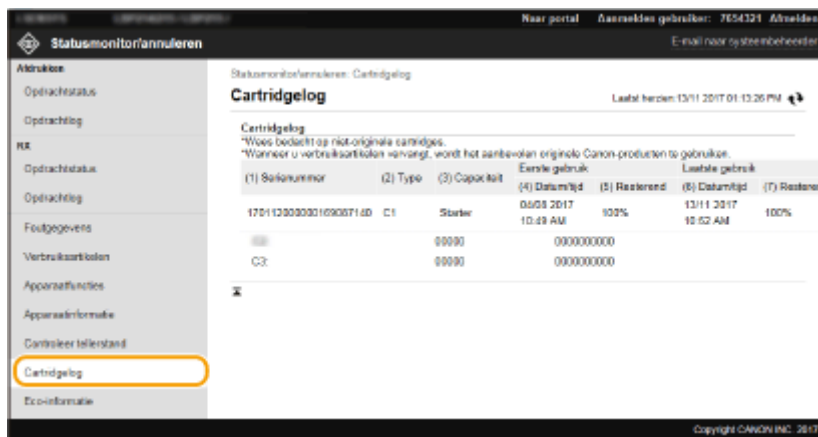 Naar portal Aanmelden gebruiker: 7654321 Afmelden
Statusmonitor/annuleren E-mail naar systeembeheerder
Afdrukken
Opdrachtstatus
Opdrachtlog
RX
Opdrachtstatus
Opdrachtlog
Foutgegevens
Verbruiksartikelen
Apparaatfuncties
Apparaatinformatie
Controleer tellerstand
Cartridgelog
Eco-informatie
Statusmonitor/annuleren: Cartridgelog
Cartridgelog Laatst herzien: 13/11 2017 01:13:26 PM
Cartridgelog
*Wees bedacht op niet-originele cartridges.
*Wanneer u verbruiksartikelen vervangt, wordt het aanbevolen originele Canon-producten te gebruiken.
Eerste gebruik Laatste gebruik
(1) Serienummer (2) Type (3) Capaciteit (4) Datum/tijd (5) Resterend (6) Datum/tijd (7) Restere
C1 Starter 100% 13/11 2017 100%
10:49 AM 10:52 AM
00000 0000000000
C3: 00000 0000000000
Copyright CANON INC. 2017